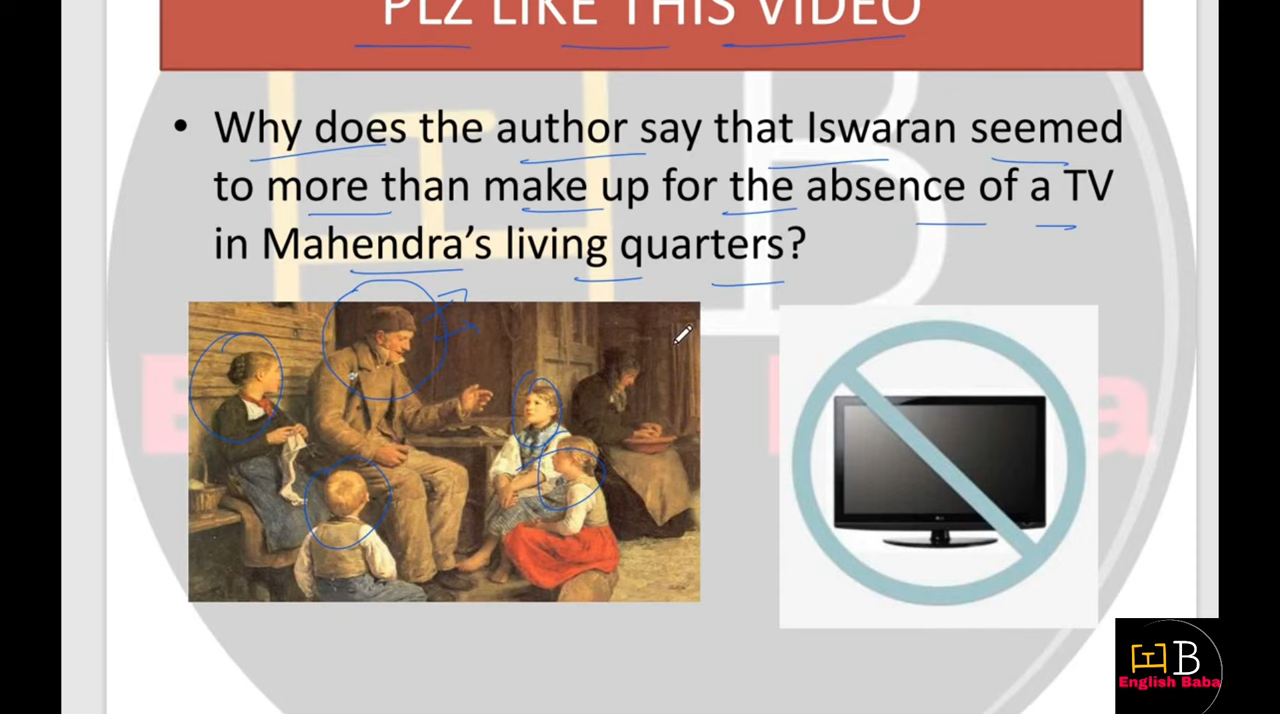 PLZ LIKE THIS VIDEO
• Why does the author say that Iswaran seemed
to more than make up for the absence of a TV
in Mahendra's living quarters?
B
English Baba